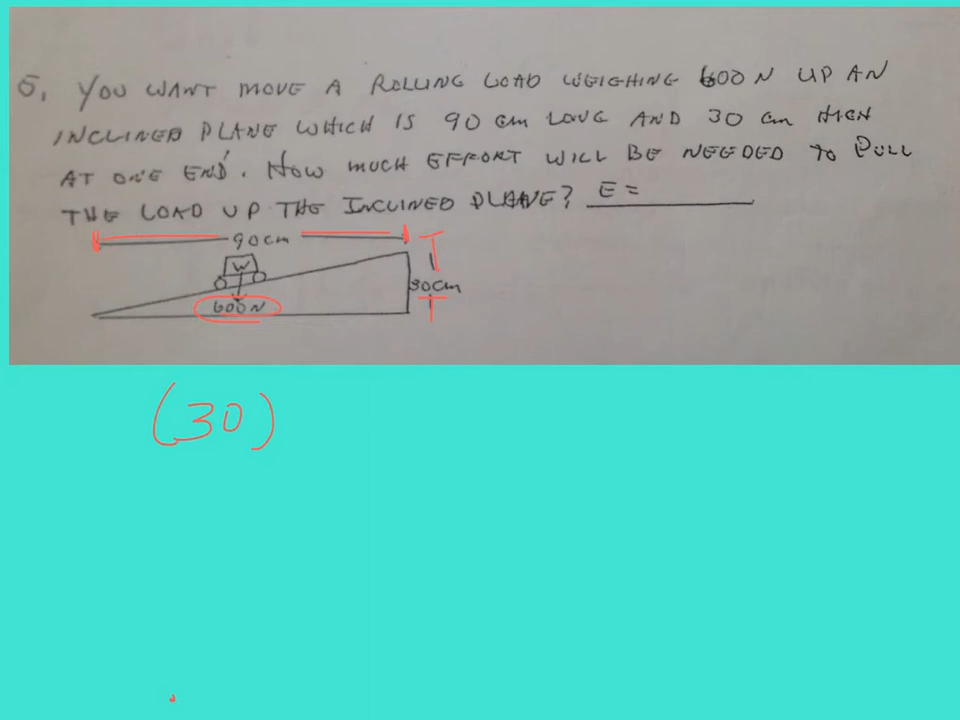 5. YOU WANT MOVE A ROLLING LOAD WEIGHING 600 N UP AN
INCLINED PLANE WHICH IS 90 cm LONG AND 30 cm HIGH
AT ONE END. HOW MUCH EFFORT WILL BE NEEDED TO PULL
THE LOAD UP THE INCLINED PLANE? E =
90cm
W
30cm
600N
(30)